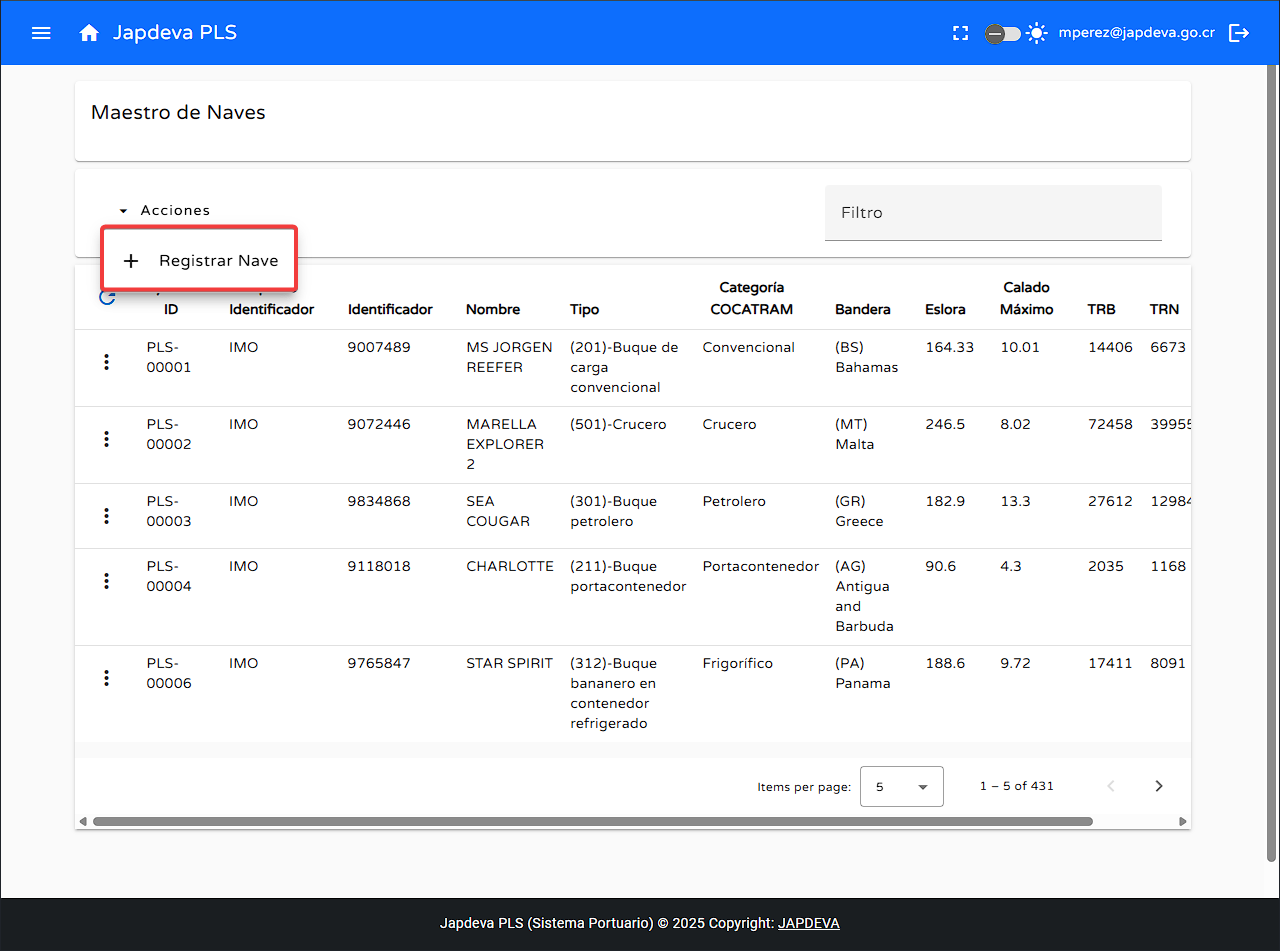 Japdeva PLS
mperez@japdeva.go.cr
Maestro de Naves
Acciones
Filtro
Registrar Nave
ID
Identificador
Identificador
Nombre
Tipo
Categoría
COCATRAM
Bandera
Eslora
Calado
Máximo
TRB
TRN
PLS-
00001
IMO
9007489
MS JORGEN
REEFER
(201)-Buque de
carga
convencional
Convencional
(BS)
Bahamas
164.33
10.01
14406
6673
PLS-
00002
IMO
9072446
MARELLA
EXPLORER
2
(501)-Crucero
Crucero
(MT)
Malta
246.5
8.02
72458
39955
PLS-
00003
IMO
9834868
SEA
COUGAR
(301)-Buque
petrolero
Petrolero
(GR)
Greece
182.9
13.3
27612
12984
PLS-
00004
IMO
9118018
CHARLOTTE
(211)-Buque
portacontenedor
Portacontenedor
(AG)
Antigua
and
Barbuda
90.6
4.3
2035
1168
PLS-
00006
IMO
9765847
STAR SPIRIT
(312)-Buque
bananero en
contenedor
refrigerado
Frigorífico
(PA)
Panama
188.6
9.72
17411
8091
Items per page:
5
1 – 5 of 431
Japdeva PLS (Sistema Portuario) © 2025 Copyright: JAPDEVA